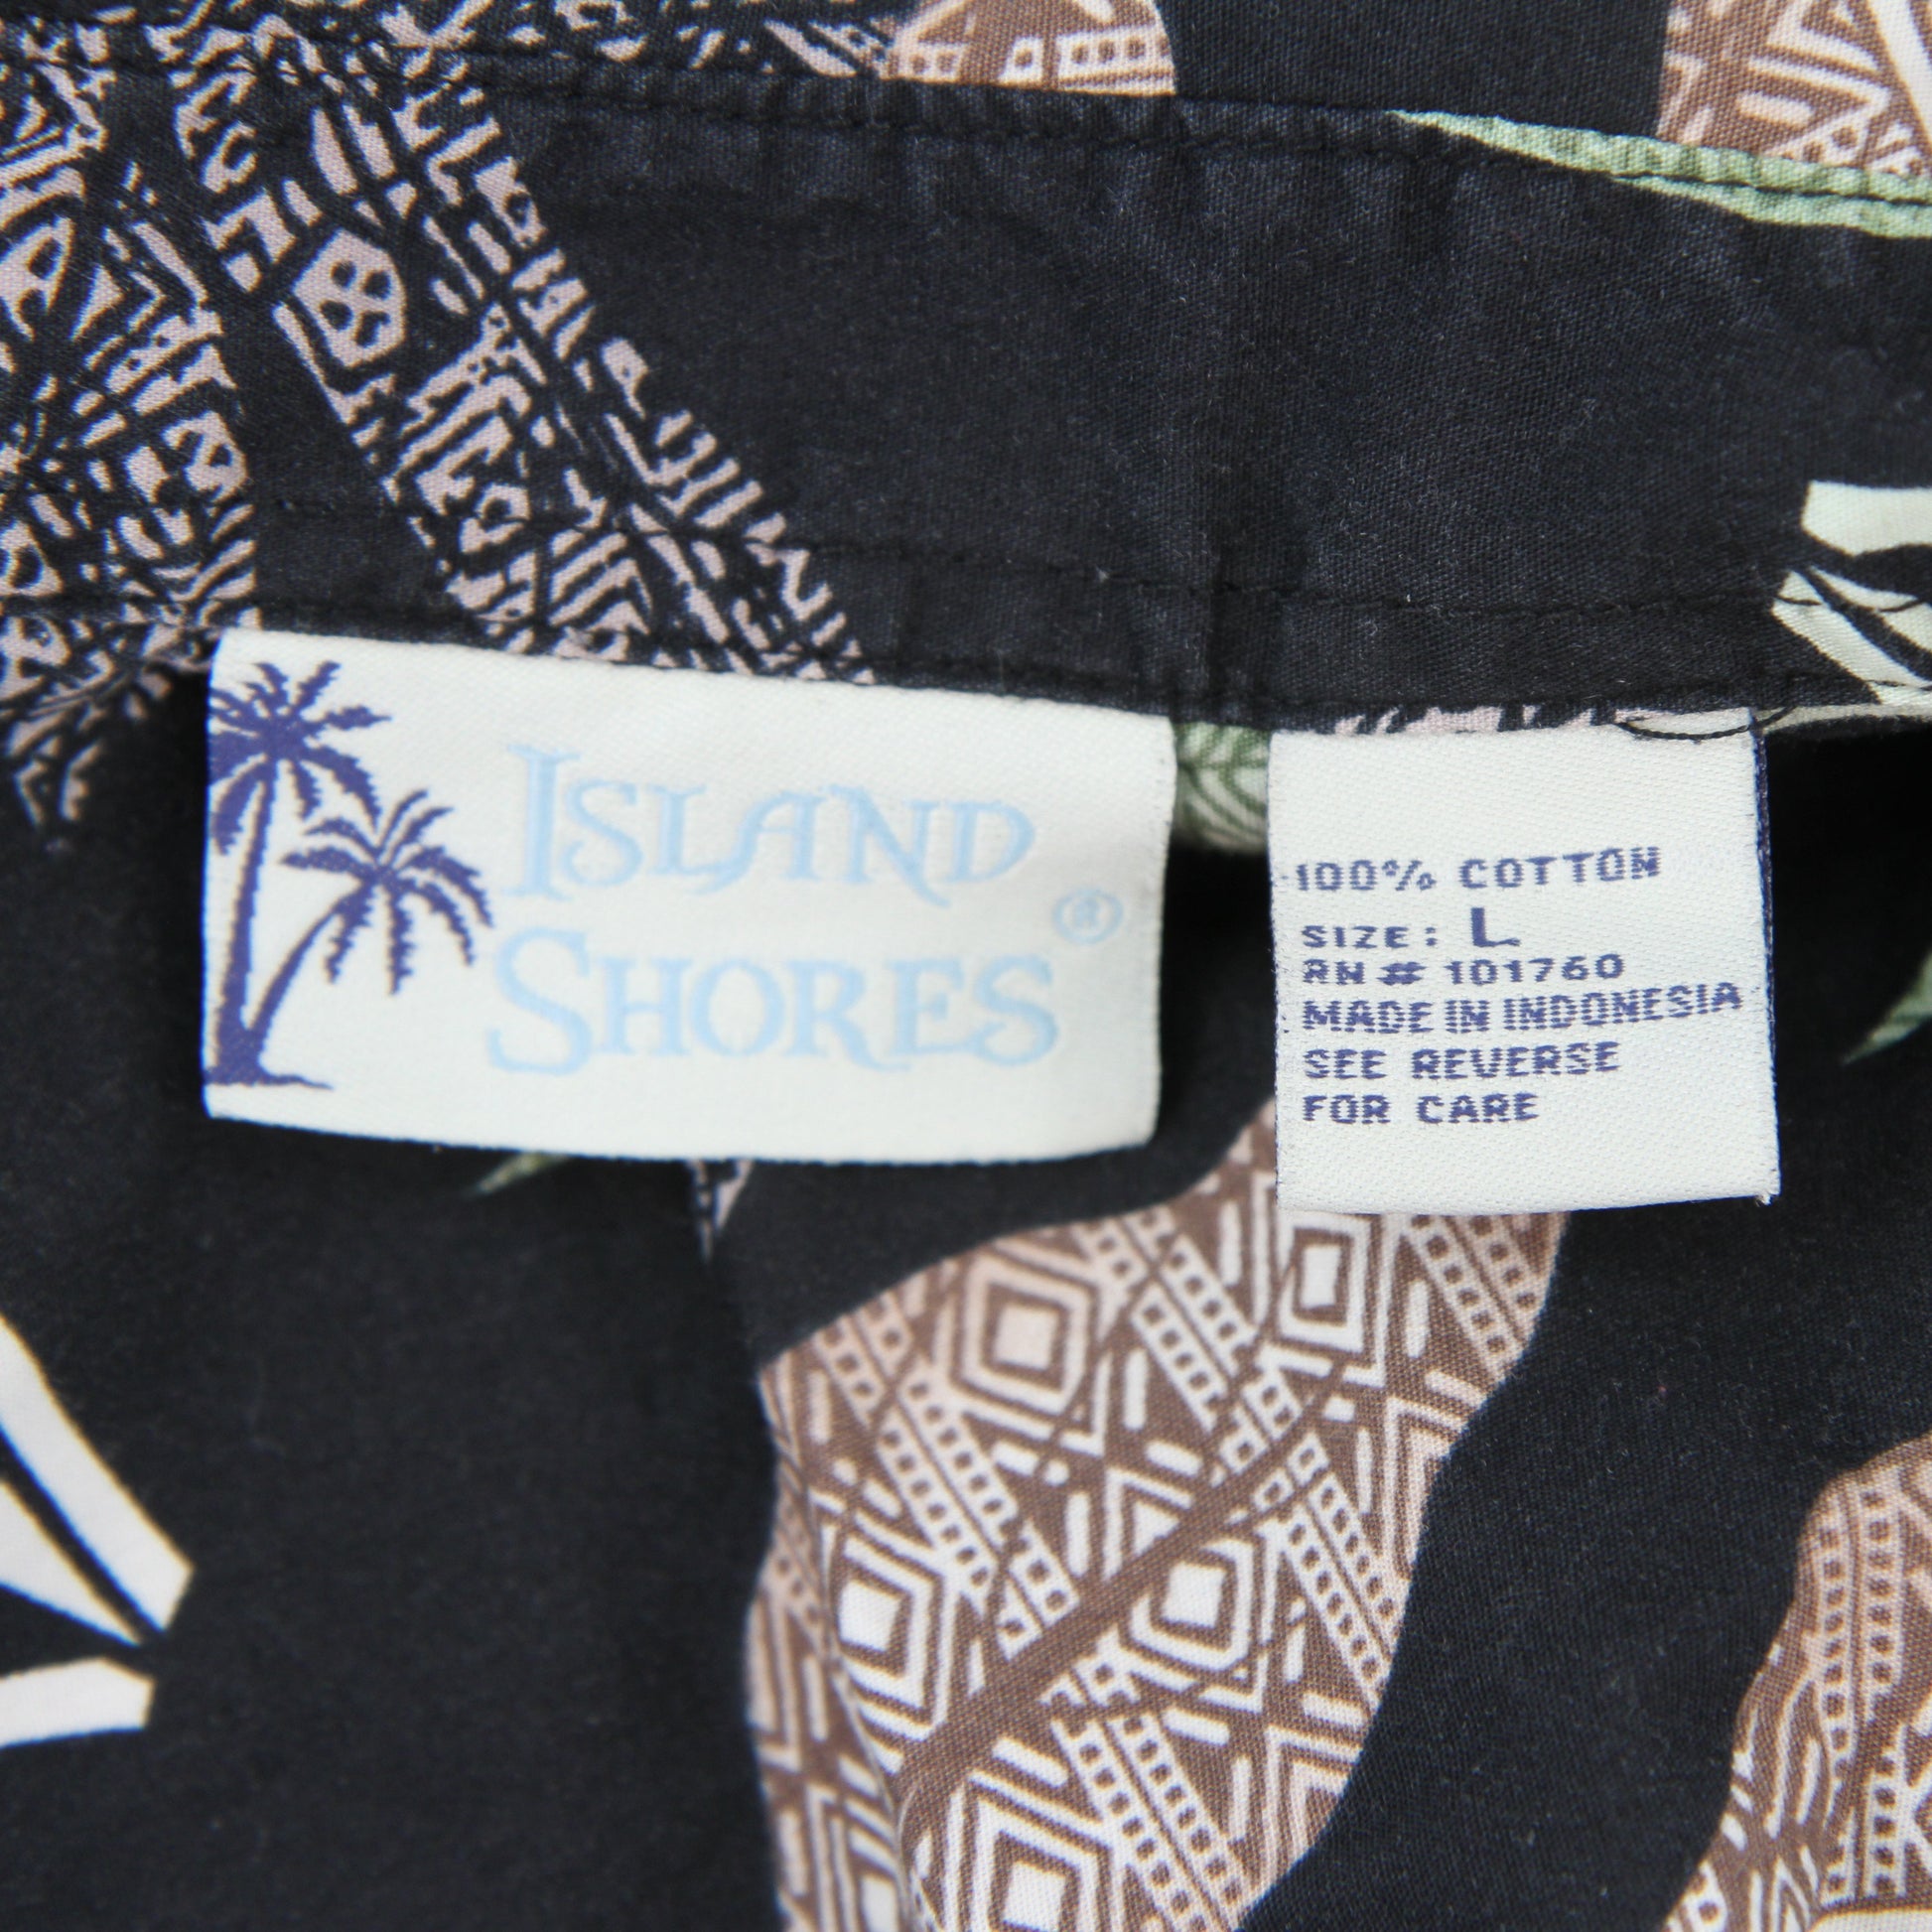 ISLAND
SHORES®
100% COTTON
SIZE: L
RN # 101760
MADE IN INDONESIA
SEE REVERSE
FOR CARE